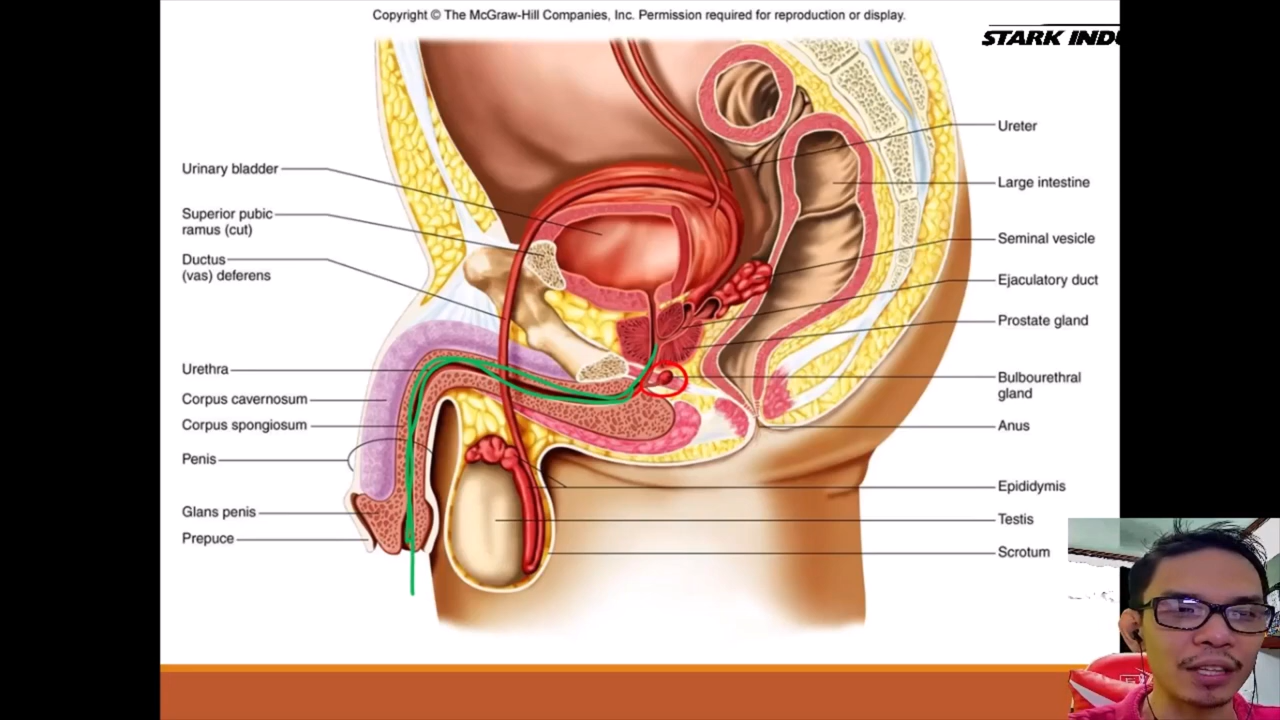 Copyright © The McGraw-Hill Companies, Inc. Permission required for reproduction or display.
STARK INDU
Urinary bladder
Superior pubic
ramus (cut)
Ductus
(vas) deferens
Urethra
Corpus cavernosum
Corpus spongiosum
Penis
Glans penis
Prepuce
Ureter
Large intestine
Seminal vesicle
Ejaculatory duct
Prostate gland
Bulbourethral
gland
Anus
Epididymis
Testis
Scrotum